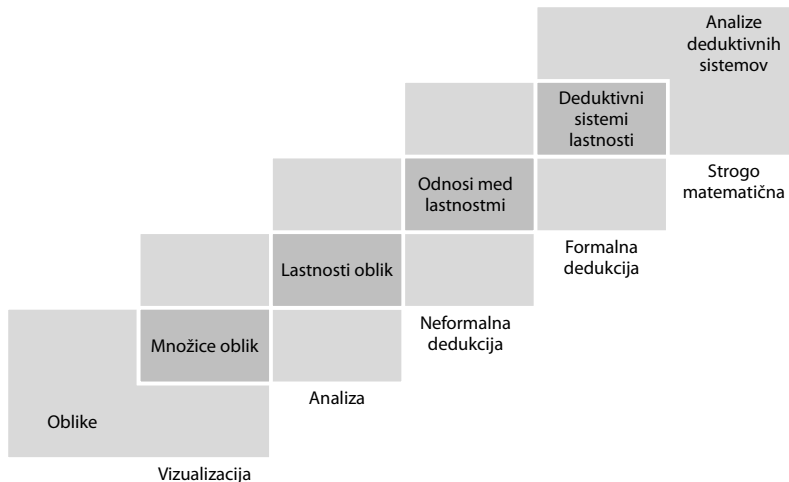 Analize
deduktivnih
sistemov
Deduktivni
sistemi
lastnosti
Strogo
matematična
Odnosi med
lastnostmi
Formalna
dedukcija
Lastnosti oblik
Neformalna
dedukcija
Množice oblik
Analiza
Oblike
Vizualizacija